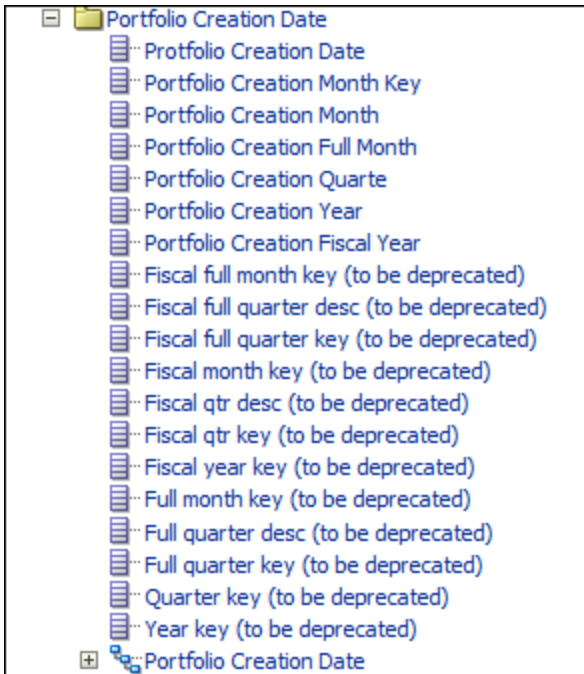 Portfolio Creation Date
Protfolio Creation Date
Portfolio Creation Month Key
Portfolio Creation Month
Portfolio Creation Full Month
Portfolio Creation Quarte
Portfolio Creation Year
Portfolio Creation Fiscal Year
Fiscal full month key (to be deprecated)
Fiscal full quarter desc (to be deprecated)
Fiscal full quarter key (to be deprecated)
Fiscal month key (to be deprecated)
Fiscal qtr desc (to be deprecated)
Fiscal qtr key (to be deprecated)
Fiscal year key (to be deprecated)
Full month key (to be deprecated)
Full quarter desc (to be deprecated)
Full quarter key (to be deprecated)
Quarter key (to be deprecated)
Year key (to be deprecated)
Portfolio Creation Date